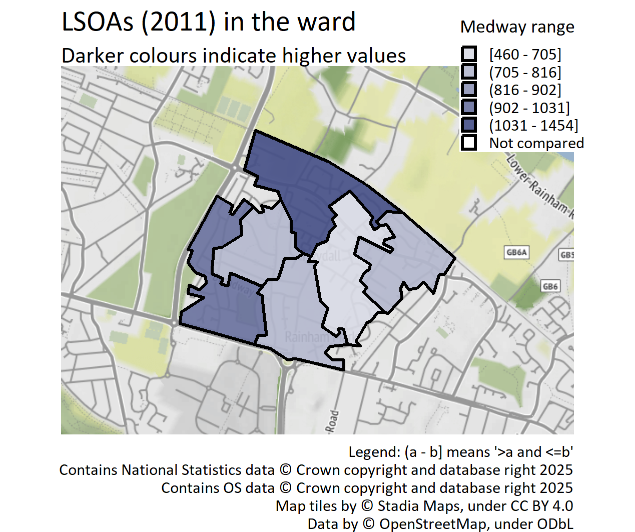 LSOAs (2011) in the ward
Darker colours indicate higher values
Medway range
[460 - 705]
(705 - 816]
(816 - 902]
(902 - 1031]
(1031 - 1454]
Not compared
Lower-Rainham-R
GB6A
GB6
Rainham
-Road
Legend: (a - b] means '>a and <=b'
Contains National Statistics data © Crown copyright and database right 2025
Contains OS data © Crown copyright and database right 2025
Map tiles by © Stadia Maps, under CC BY 4.0
Data by © OpenStreetMap, under ODbL